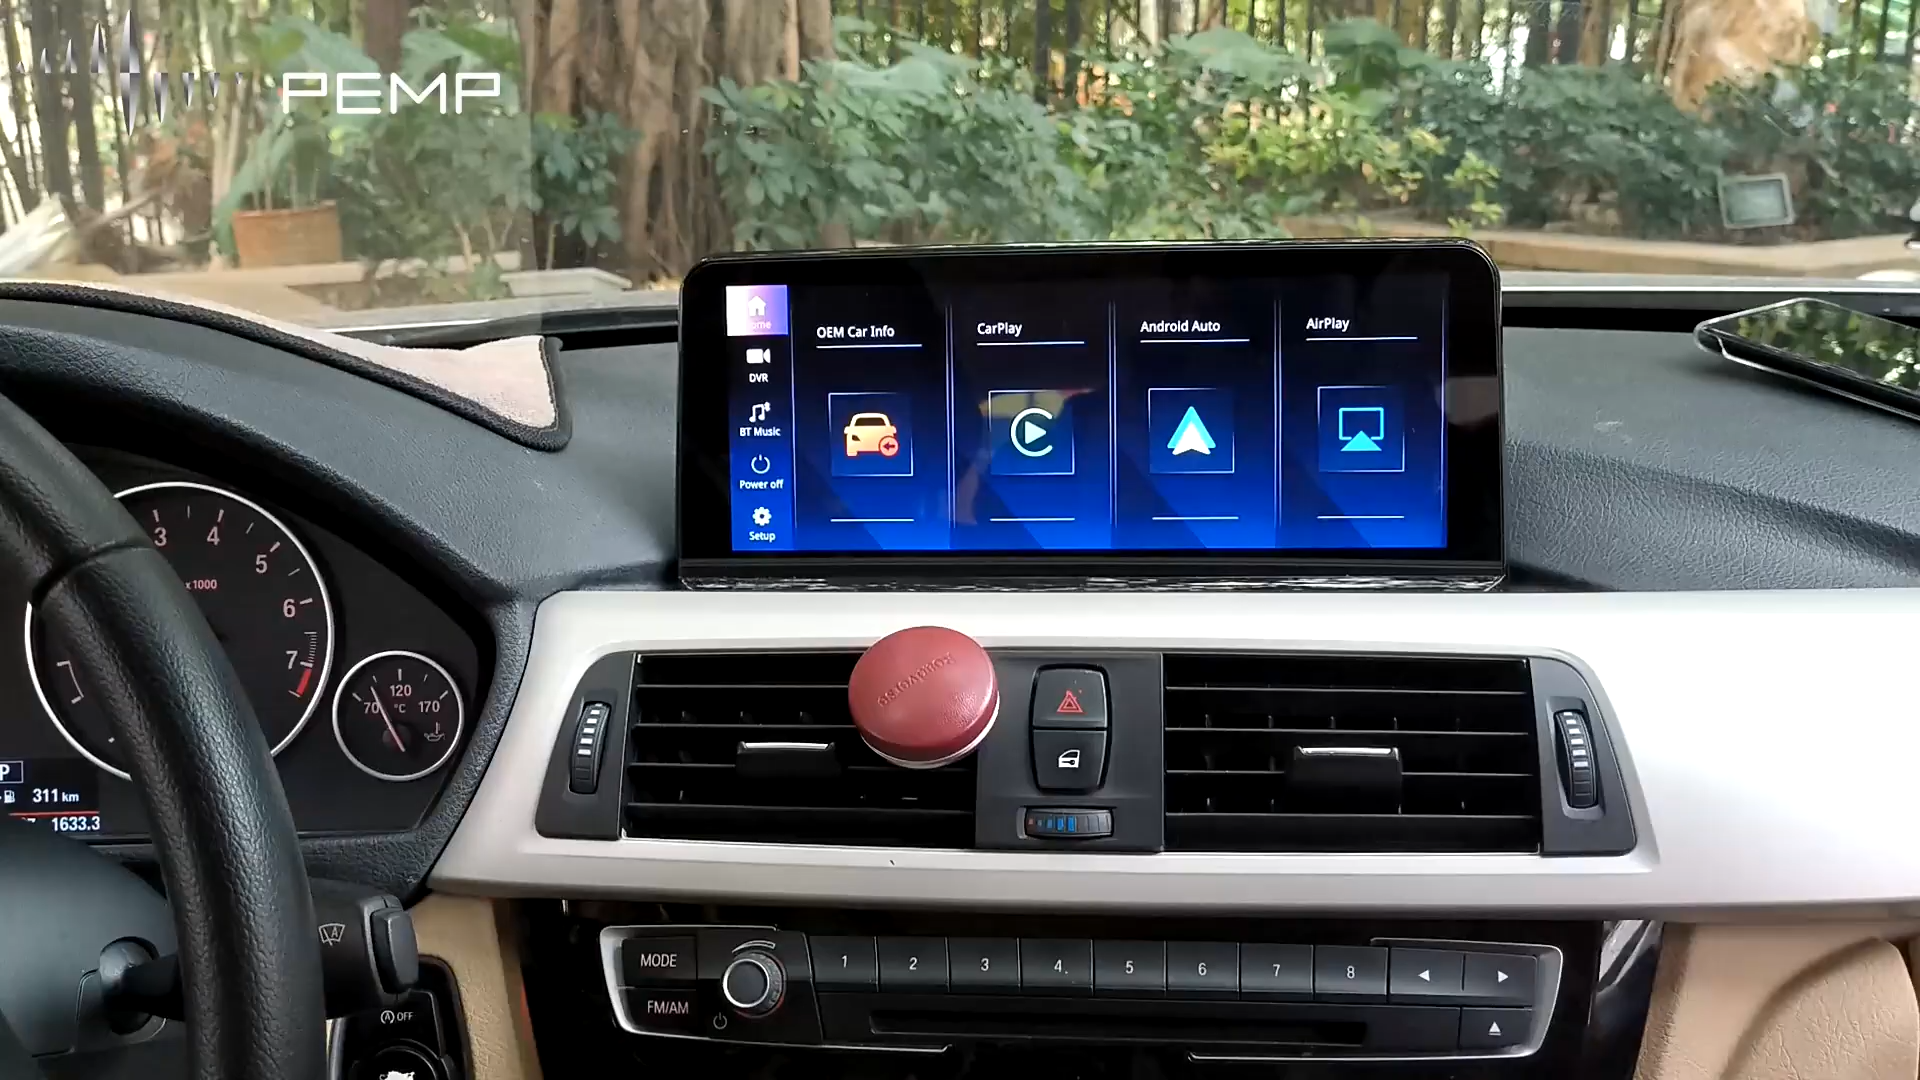 PEMP
OEM Car Info
CarPlay
Android Auto
AirPlay
DVR
BT Music
Power off
Setup
3
4
5
6
7
x1000
70
120
170
°C
P
311 km
1633.3
A OFF
MODE
FM/AM
1
2
3
4
5
6
7
8